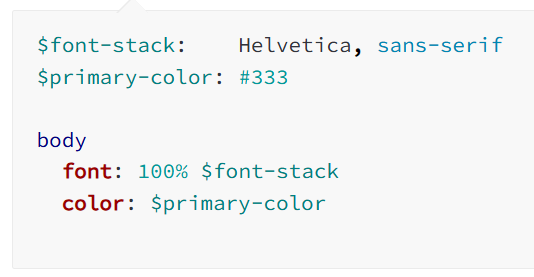 $font-stack:    Helvetica, sans-serif
$primary-color: #333

body
  font: 100% $font-stack
  color: $primary-color